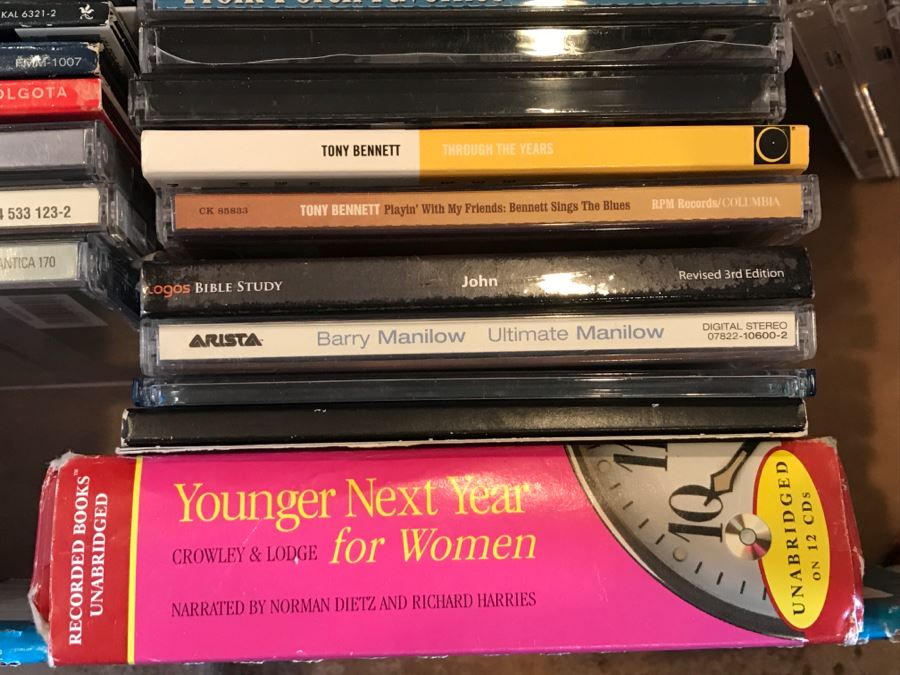 KAL 6321-2
EMM-1007
OLGOTA
4 533 123-2
ANTICA 170
TONY BENNETT THROUGH THE YEARS
CK 85833 TONY BENNETT Playin' With My Friends: Bennett Sings The Blues RPM Records/COLUMBIA
Logos BIBLE STUDY John Revised 3rd Edition
ARISTA Barry Manilow Ultimate Manilow DIGITAL STEREO
07822-10600-2
RECORDED BOOKS™
UNABRIDGED
Younger Next Year
for Women
CROWLEY & LODGE
NARRATED BY NORMAN DIETZ AND RICHARD HARRIES
11
10
UNABRIDGED
ON 12 CDs